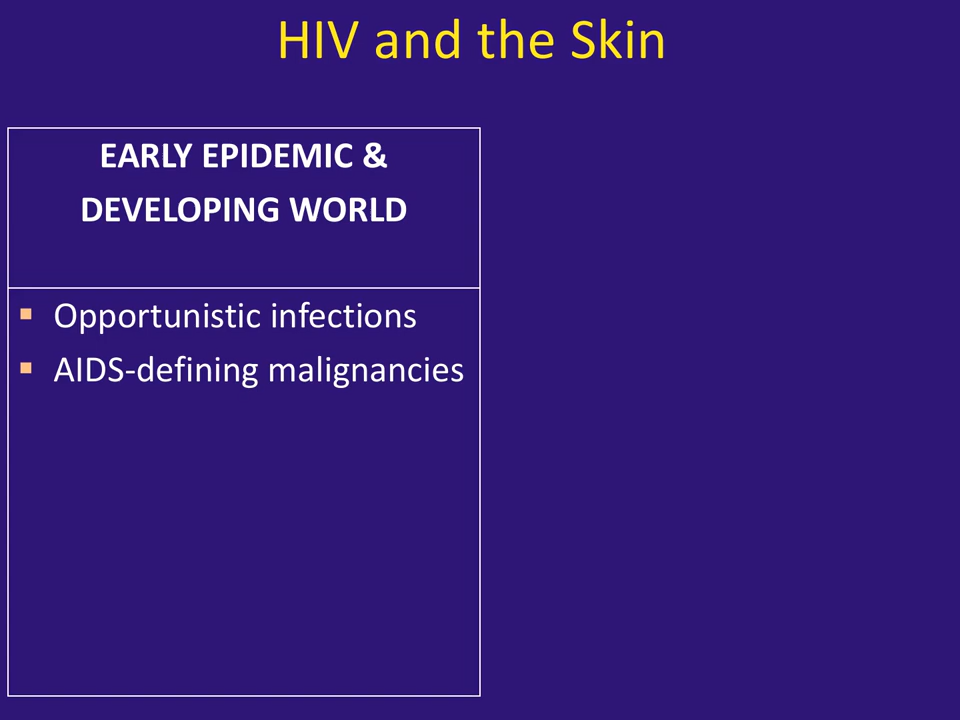 HIV and the Skin
EARLY EPIDEMIC &
DEVELOPING WORLD
▪ Opportunistic infections
▪ AIDS-defining malignancies